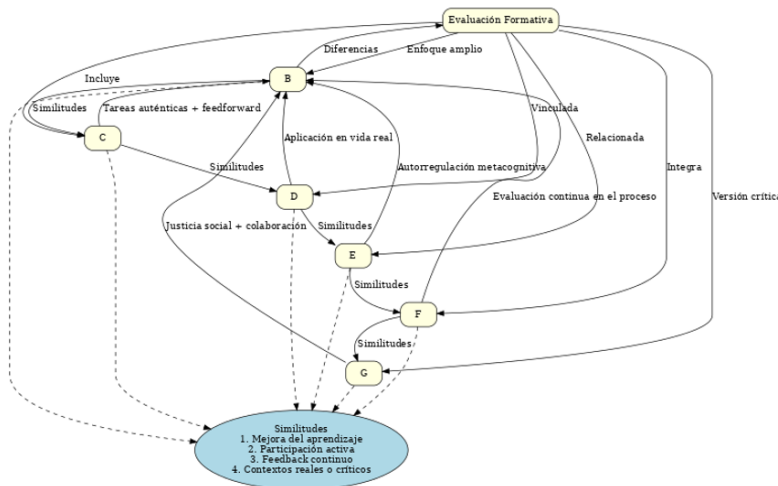 Evaluación Formativa
Diferencias
Enfoque amplio
B
Incluye
Similitudes
Tareas auténticas + feedforward
Vinculada
C
Aplicación en vida real
Relacionada
Similitudes
Autorregulación metacognitiva
Integra
D
Evaluación continua en el proceso
Versión crítica
Justicia social + colaboración
Similitudes
E
Similitudes
F
Similitudes
G
Similitudes
1. Mejora del aprendizaje
2. Participación activa
3. Feedback continuo
4. Contextos reales o críticos